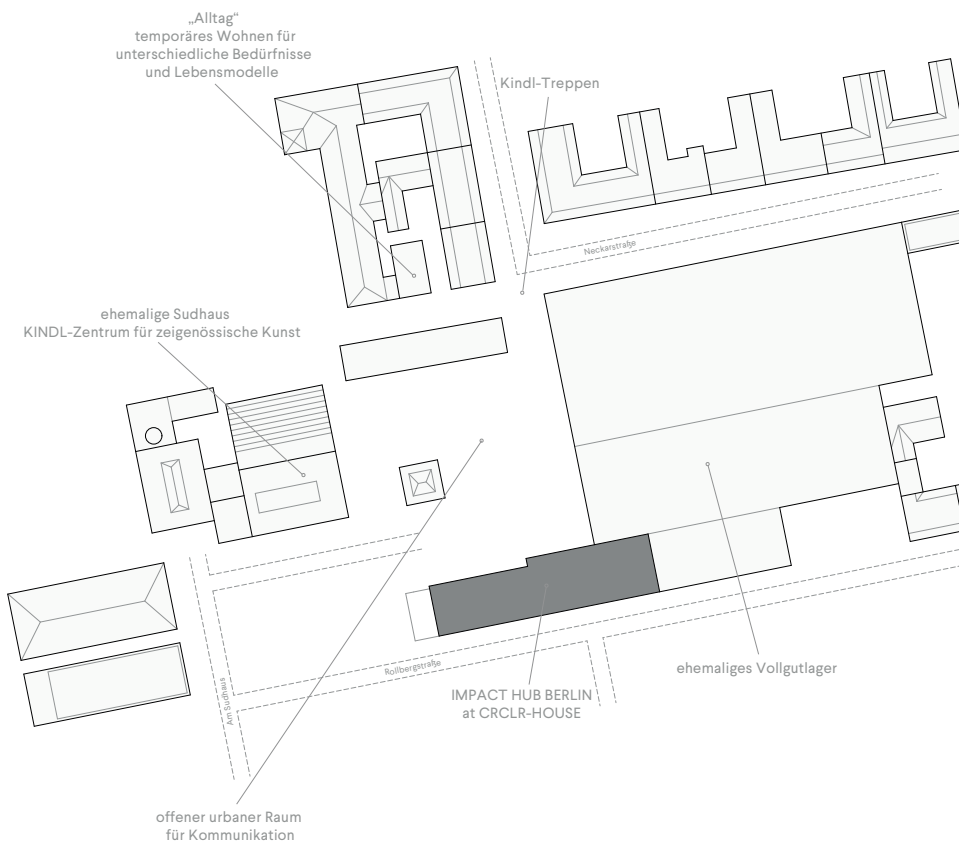 „Alltag“
temporäres Wohnen für
unterschiedliche Bedürfnisse
und Lebensmodelle
Kindl-Treppen
Neckarstraße
ehemalige Sudhaus
KINDL-Zentrum für zeigenössische Kunst
Rollbergstraße
Am Sudhaus
ehemaliges Vollgutlager
IMPACT HUB BERLIN
at CRCLR-HOUSE
offener urbaner Raum
für Kommunikation